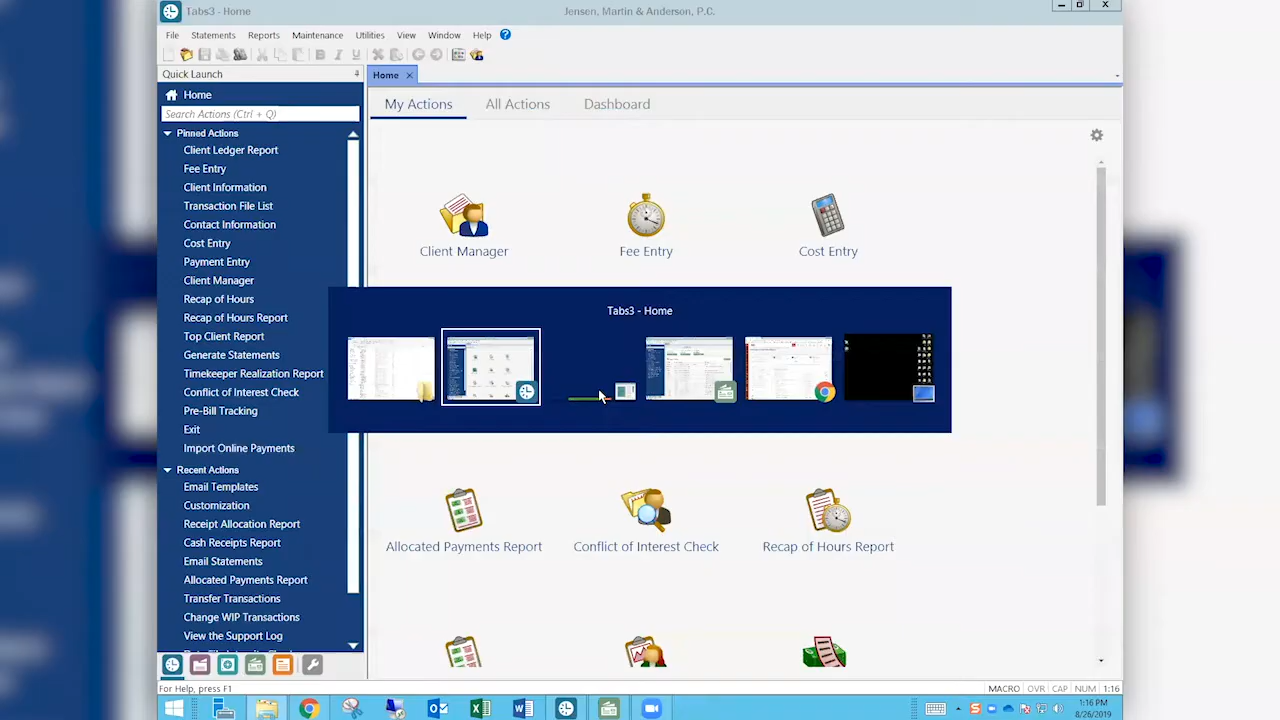 Tabs3 - Home
Jensen, Martin & Anderson, P.C.
File Statements Reports Maintenance Utilities View Window Help
Quick Launch
Home
Search Actions (Ctrl + Q)
Pinned Actions
Client Ledger Report
Fee Entry
Client Information
Transaction File List
Contact Information
Cost Entry
Payment Entry
Client Manager
Recap of Hours
Recap of Hours Report
Top Client Report
Generate Statements
Timekeeper Realization Report
Conflict of Interest Check
Pre-Bill Tracking
Exit
Import Online Payments
Recent Actions
Email Templates
Customization
Receipt Allocation Report
Cash Receipts Report
Email Statements
Allocated Payments Report
Transfer Transactions
Change WIP Transactions
View the Support Log
Home
My Actions All Actions Dashboard
Client Manager Fee Entry Cost Entry
Tabs3 - Home
Allocated Payments Report Conflict of Interest Check Recap of Hours Report
For Help, press F1
MACRO OVR CAP NUM 1:16
1:16 PM
8/26/2019